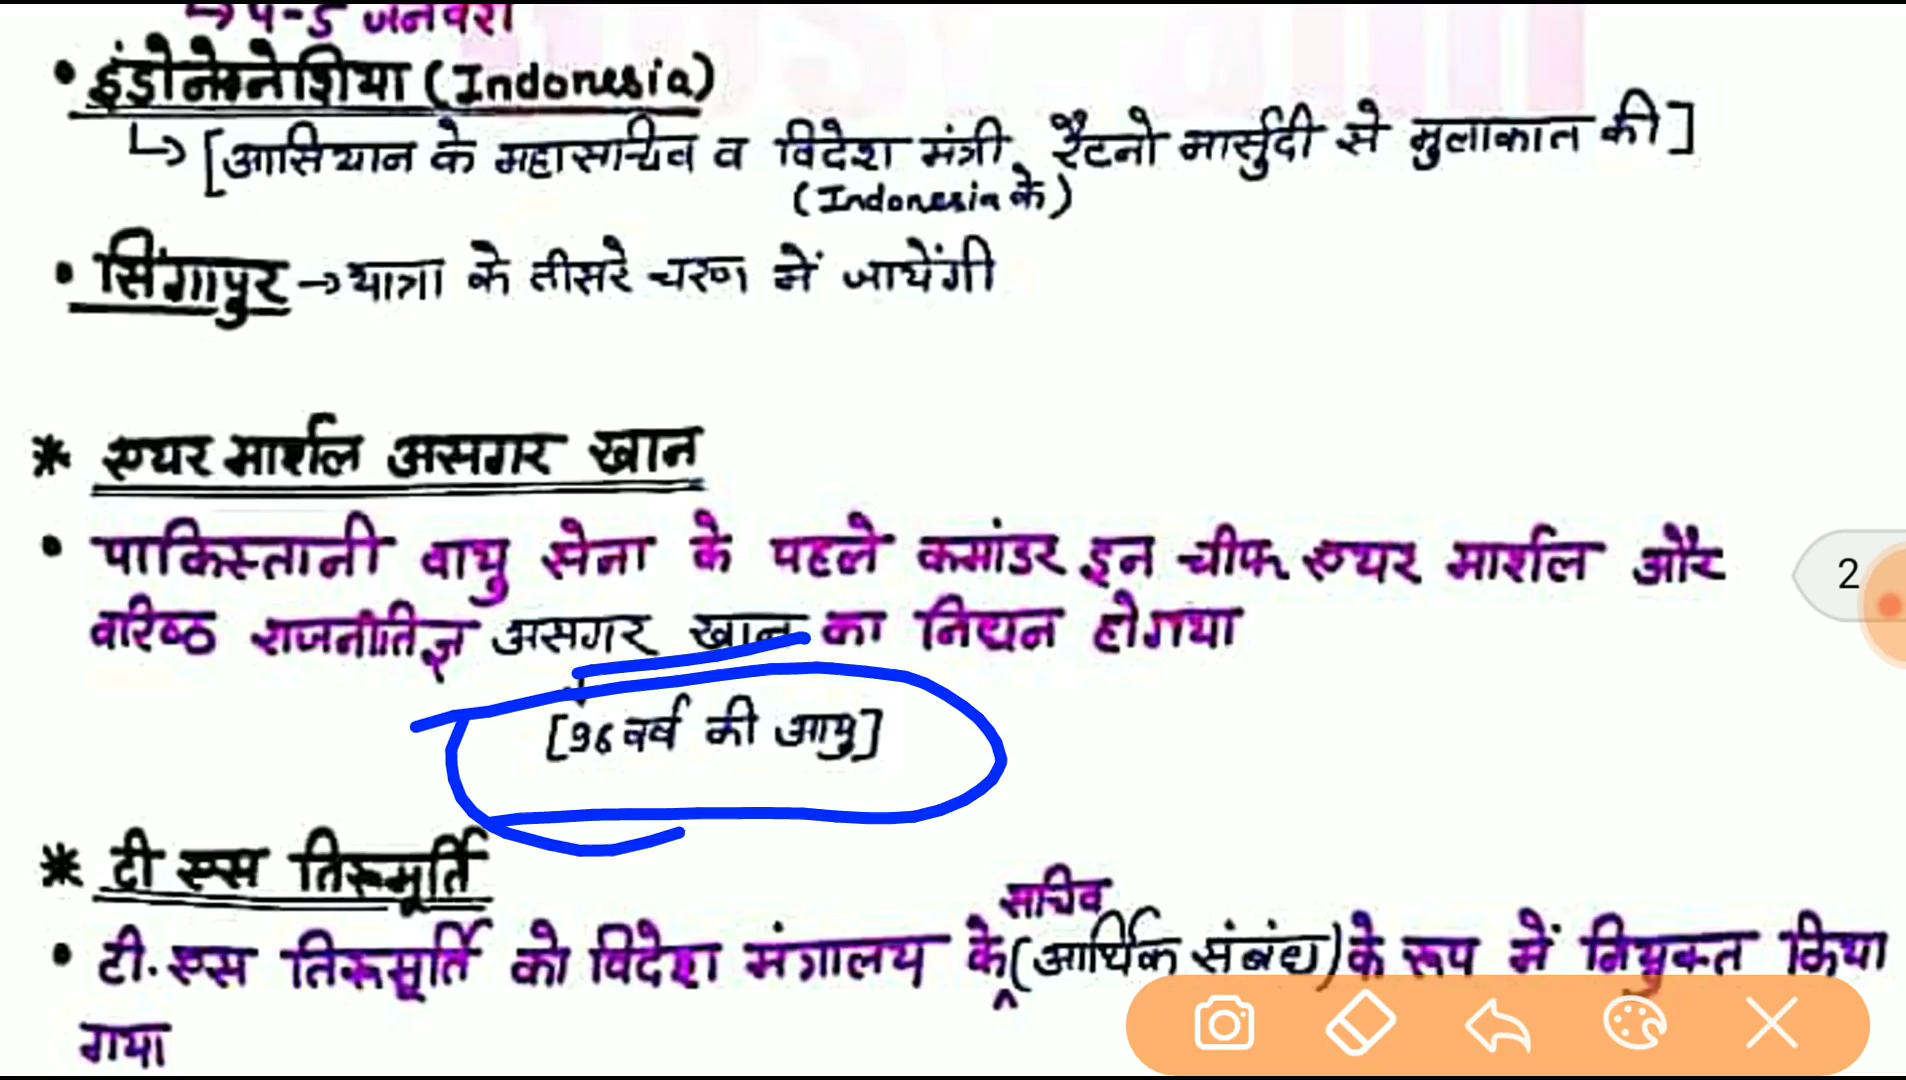 → 4-5 जनवरी
• इंडोनेशिया (Indonesia)
↳ [आसियान के महासचिव व विदेश मंत्री, रैटनो मार्सुदी से मुलाकात की]
(Indonesia के)
• सिंगापुर → यात्रा के तीसरे चरण में जायेंगी
* एयर मार्शल असगर खान
• पाकिस्तानी वायु सेना के पहले कमांडर इन चीफ एयर मार्शल और
वरिष्ठ राजनीतिज्ञ असगर खान का निधन हो गया
[96 वर्ष की आयु]
2
* टी एस तिरूमूर्ति
सचिव
• टी. एस तिरूमूर्ति को विदेश मंत्रालय के ^ (आर्थिक संबंध) के रूप में नियुक्त किया
गया